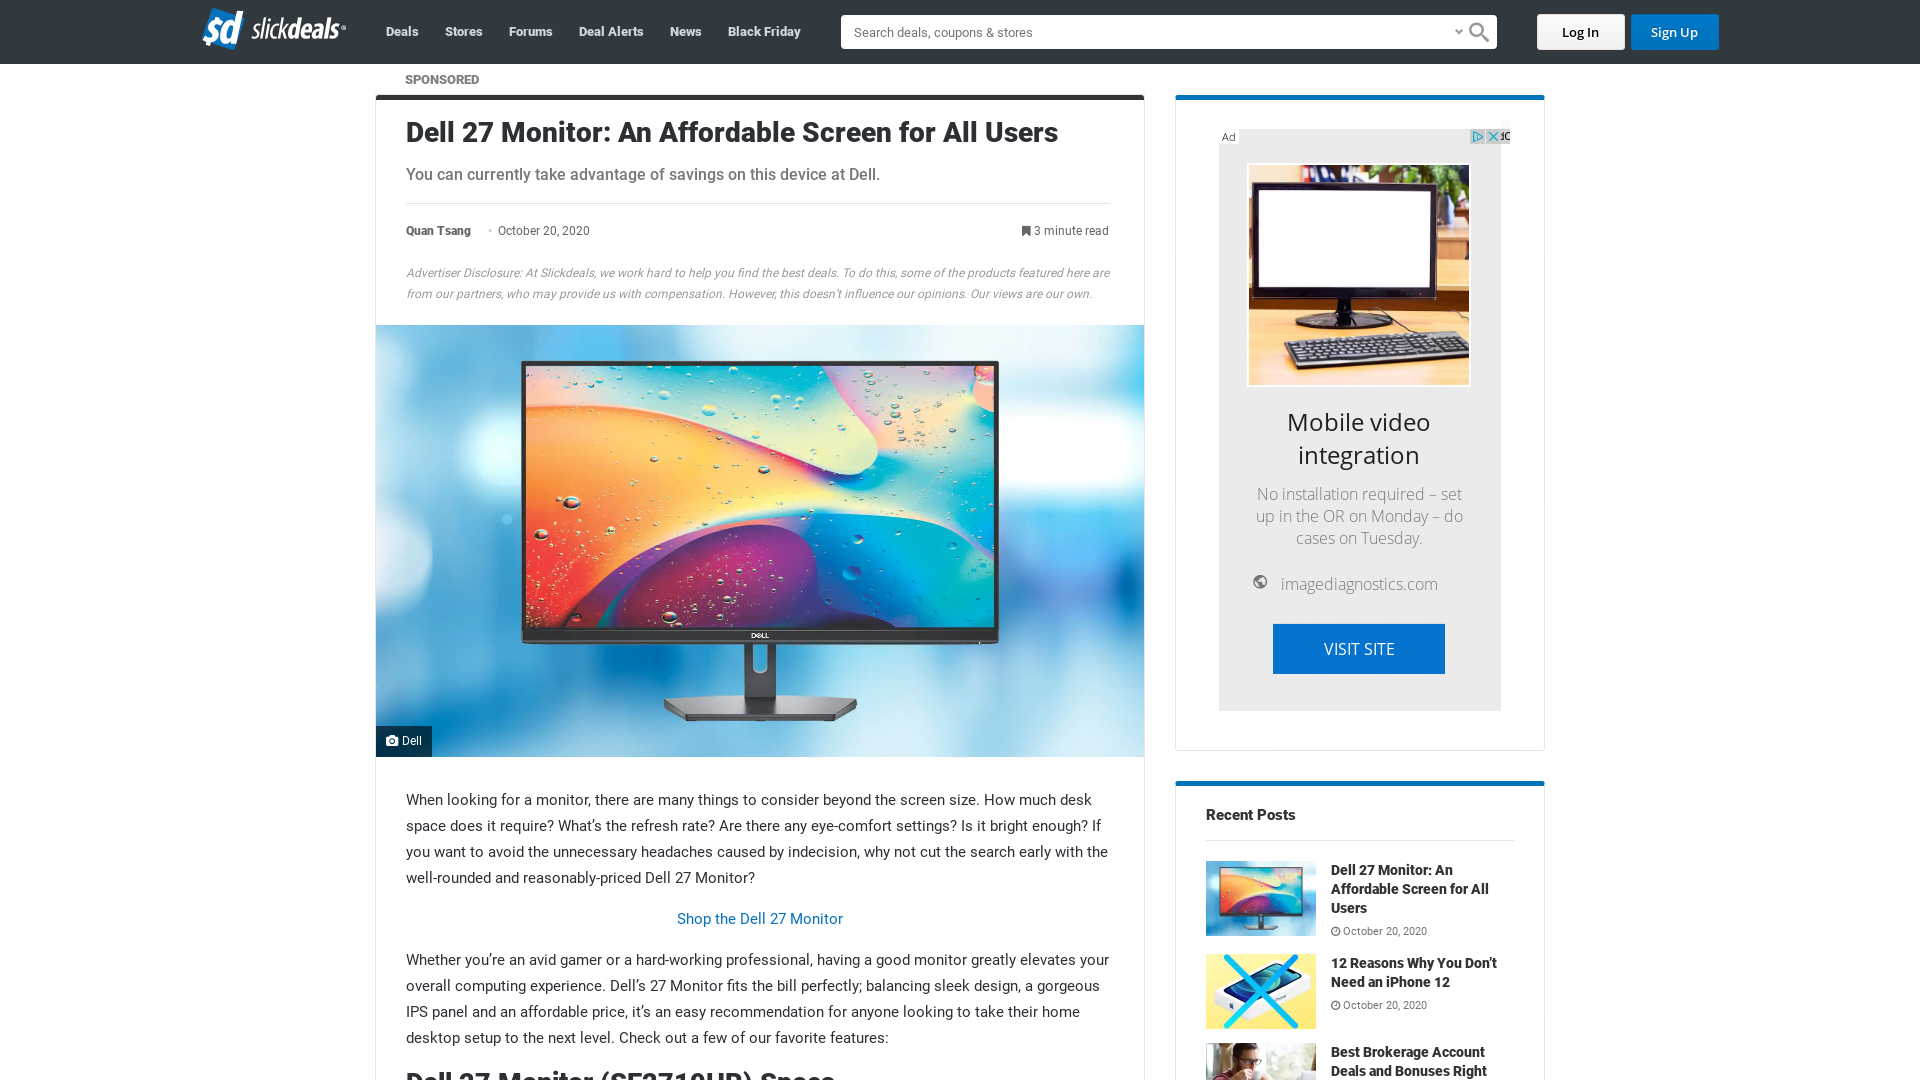 slickdeals
Deals
Stores
Forums
Deal Alerts
News
Black Friday
Search deals, coupons & stores
Log In
Sign Up
SPONSORED
Dell 27 Monitor: An Affordable Screen for All Users
You can currently take advantage of savings on this device at Dell.
Quan Tsang • October 20, 2020
3 minute read
Advertiser Disclosure: At Slickdeals, we work hard to help you find the best deals. To do this, some of the products featured here are
from our partners, who may provide us with compensation. However, this doesn’t influence our opinions. Our views are our own.
DELL
Dell
When looking for a monitor, there are many things to consider beyond the screen size. How much desk
space does it require? What’s the refresh rate? Are there any eye-comfort settings? Is it bright enough? If
you want to avoid the unnecessary headaches caused by indecision, why not cut the search early with the
well-rounded and reasonably-priced Dell 27 Monitor?
Shop the Dell 27 Monitor
Whether you’re an avid gamer or a hard-working professional, having a good monitor greatly elevates your
overall computing experience. Dell’s 27 Monitor fits the bill perfectly; balancing sleek design, a gorgeous
IPS panel and an affordable price, it’s an easy recommendation for anyone looking to take their home
desktop setup to the next level. Check out a few of our favorite features:
Dell 27 Monitor (SE2719HR) Specs
Ad
Mobile video
integration
No installation required – set
up in the OR on Monday – do
cases on Tuesday.
imagediagnostics.com
VISIT SITE
Recent Posts
Dell 27 Monitor: An
Affordable Screen for All
Users
October 20, 2020
12 Reasons Why You Don’t
Need an iPhone 12
October 20, 2020
Best Brokerage Account
Deals and Bonuses Right